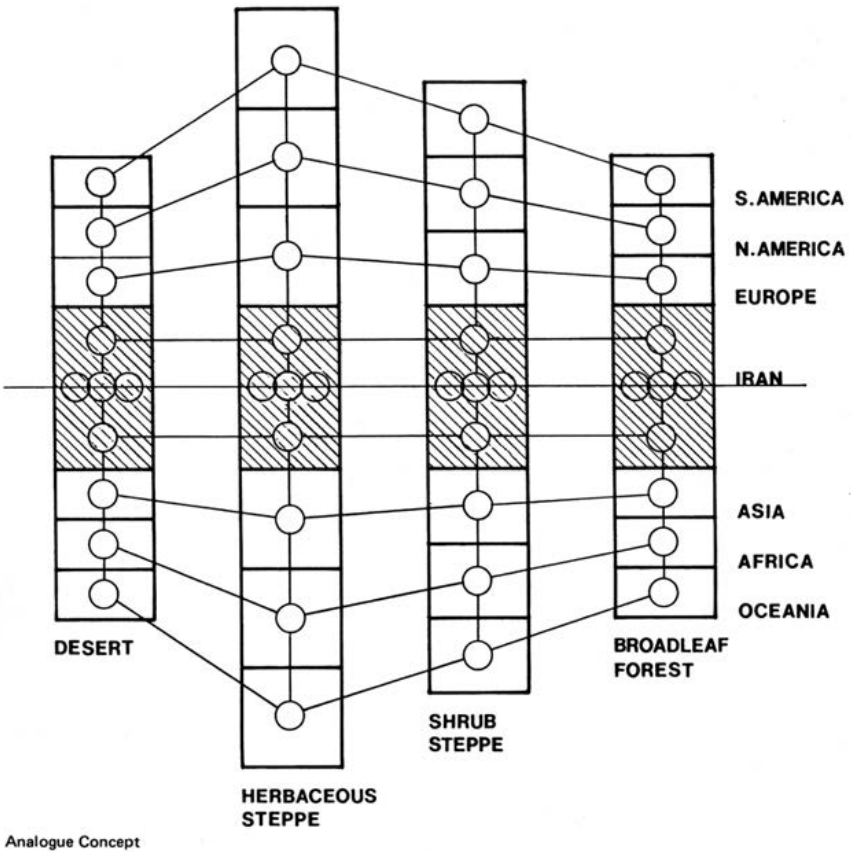 S.AMERICA
N.AMERICA
EUROPE
IRAN
ASIA
AFRICA
OCEANIA
DESERT
BROADLEAF
FOREST
SHRUB
STEPPE
HERBACEOUS
STEPPE
Analogue Concept